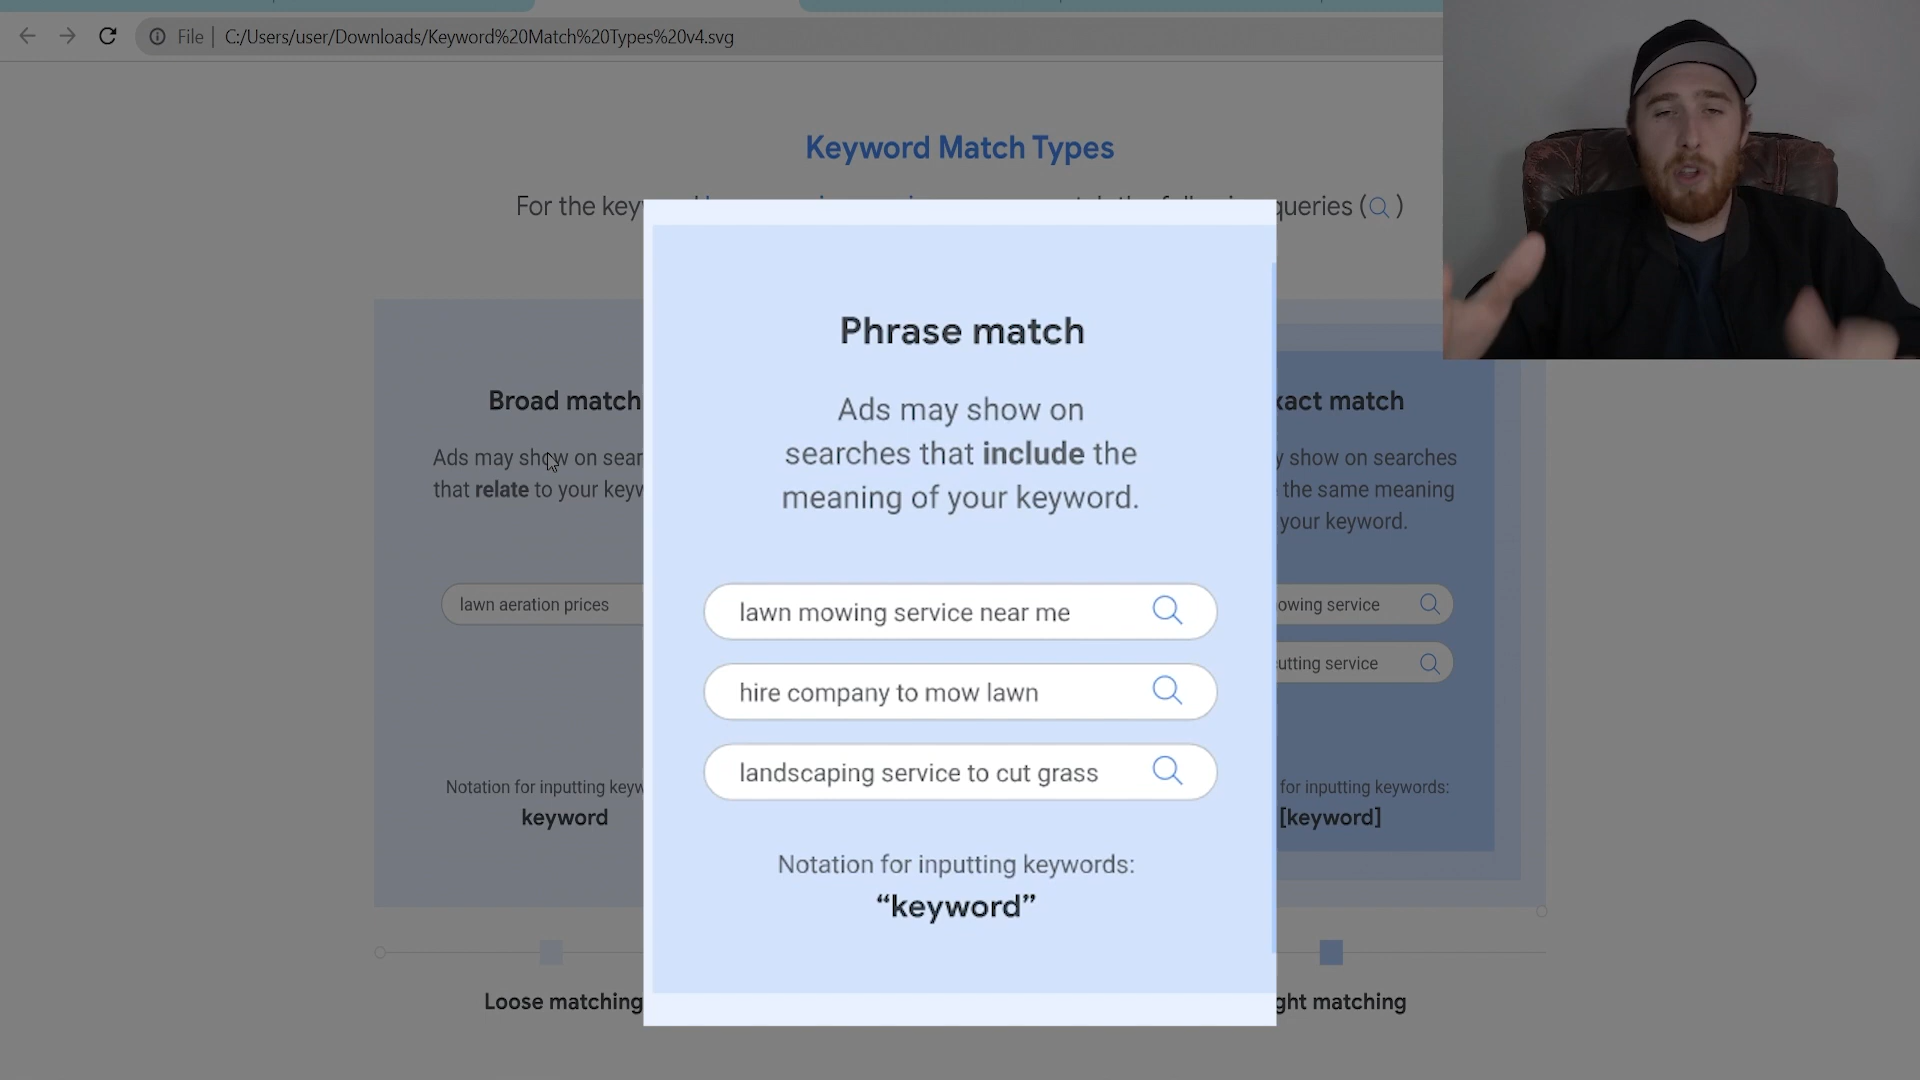 File | C:/Users/user/Downloads/Keyword%20Match%20Types%20v4.svg
Keyword Match Types
For the key queries ( )
Broad match
Ads may show on sear
that relate to your keyw
lawn aeration prices
Notation for inputting keyw
keyword
Loose matching
Phrase match
Ads may show on
searches that include the
meaning of your keyword.
lawn mowing service near me
hire company to mow lawn
landscaping service to cut grass
Notation for inputting keywords:
“keyword”
xact match
y show on searches
the same meaning
your keyword.
owing service
utting service
for inputting keywords:
[keyword]
ght matching